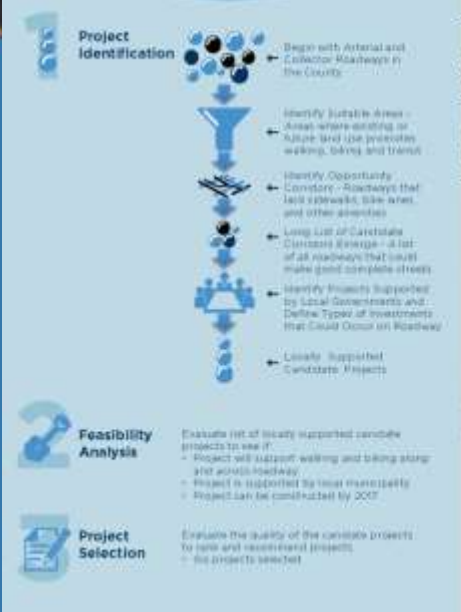 1
Project
Identification
Begin with Arterial and
Collector Roadways in
the County
Identify Suitable Areas -
Areas where existing or
future land use promotes
walking, biking and transit
Identify Opportunity
Corridors - Roadways that
lack sidewalks, bike lanes,
and other amenities
Long List of Candidate
Corridors Emerge - A list
of all roadways that could
make good complete streets
Identify Projects Supported
by Local Governments and
Define Types of Investments
that Could Occur on Roadway
Locally Supported
Candidate Projects
2
Feasibility
Analysis
Evaluate list of locally supported candidate
projects to see if:
• Project will support walking and biking along
and across roadway
• Project is supported by local municipality
• Project can be constructed by 2017
3
Project
Selection
Evaluate the quality of the candidate projects
to rank and recommend projects
• Six projects selected